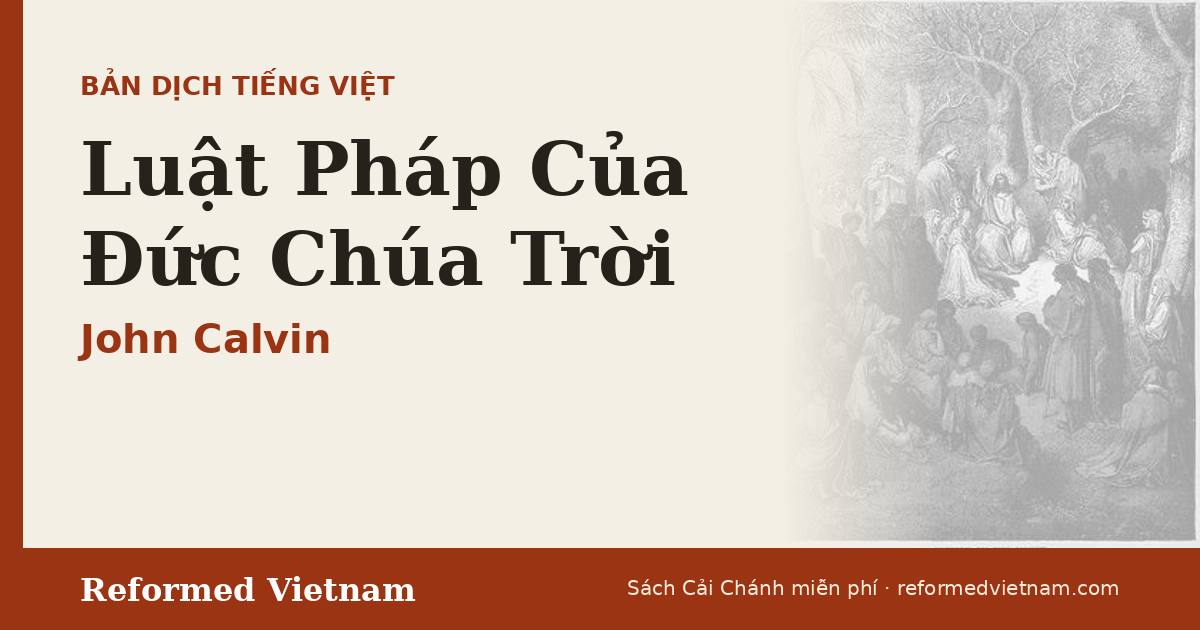 BẢN DỊCH TIẾNG VIỆT
Luật Pháp Của
Đức Chúa Trời
John Calvin
Reformed Vietnam
Sách Cải Chánh miễn phí · reformedvietnam.com